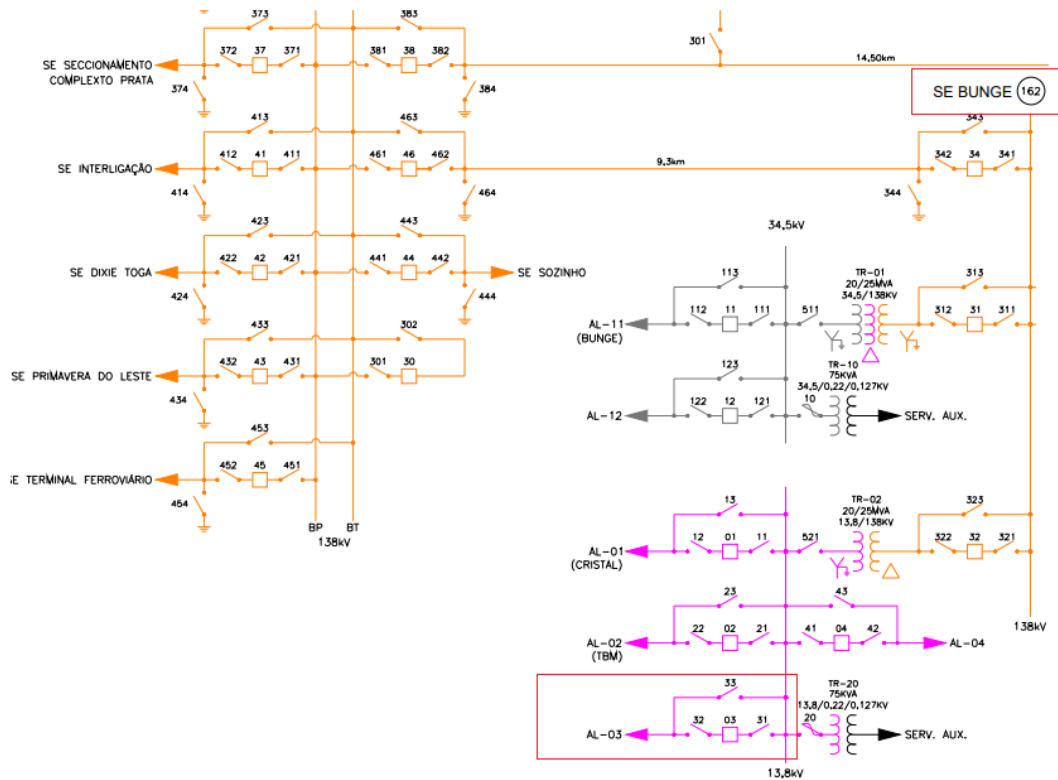 373
383
372 37 371
381 38 382
301
SE SECCIONAMENTO
COMPLEXTO PRATA
374
384
14,50km
SE BUNGE 162
413
463
343
412 41 411
461 46 462
342 34 341
SE INTERLIGAÇÃO
9,3km
414
464
344
34,5kV
423
443
422 42 421
441 44 442
SE DIXIE TOGA
SE SOZINHO
424
444
113
TR-01
20/25MVA
34,5/138KV
313
112 11 111
511
312 31 311
AL-11
(BUNGE)
433
302
432 43 431
301 30
SE PRIMAVERA DO LESTE
434
123
TR-10
75KVA
34,5/0,22/0,127KV
122 12 121
10
AL-12
SERV. AUX.
453
452 45 451
E TERMINAL FERROVIÁRIO
454
BP BT
138kV
13
TR-02
20/25MVA
13,8/138KV
323
12 01 11
521
322 32 321
AL-01
(CRISTAL)
23
43
22 02 21
41 04 42
AL-02
(TBM)
AL-04
138kV
33
TR-20
75KVA
13,8/0,22/0,127KV
32 03 31
20
AL-03
SERV. AUX.
13,8kV